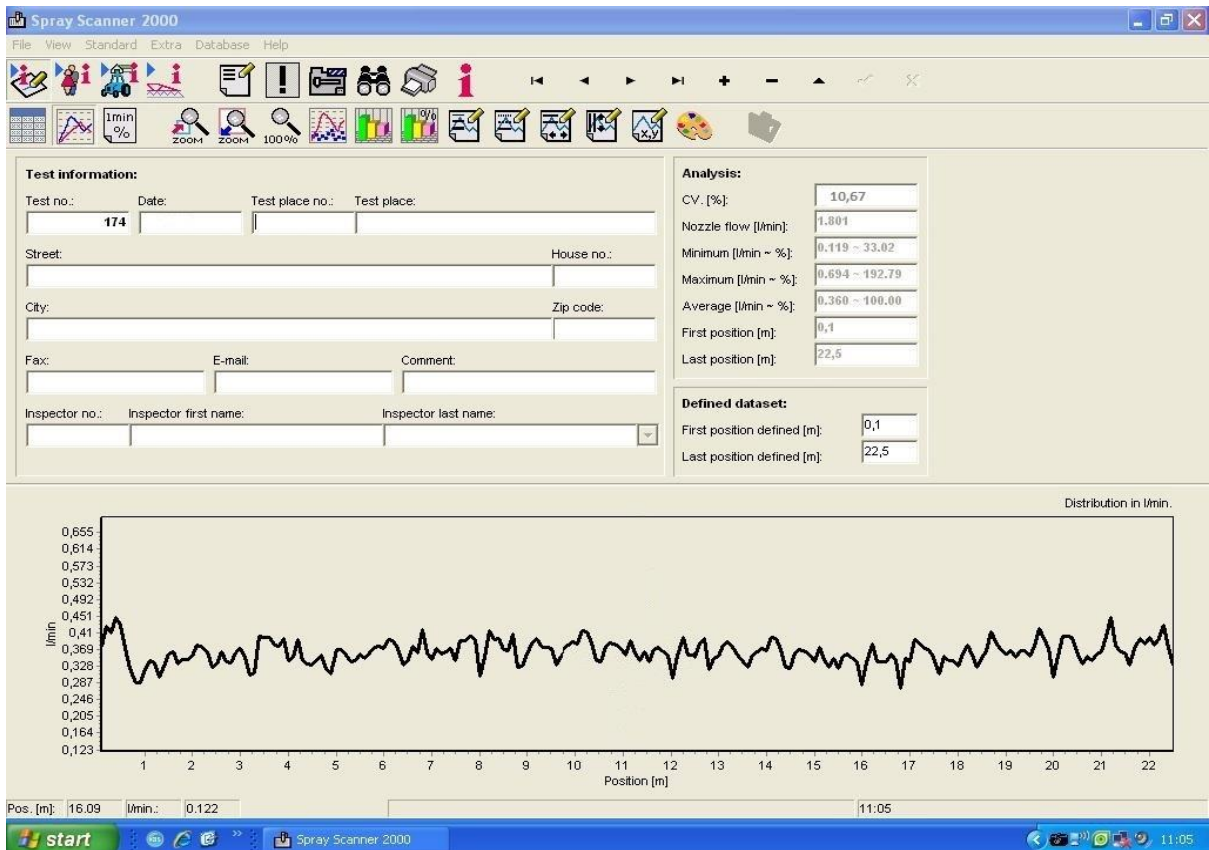 Spray Scanner 2000
File View Standard Extra Database Help
1min
%
ZOOM ZOOM 100% %
x,y
Test information:
Test no.: Date: Test place no.: Test place:
174
Street: House no.:
City: Zip code:
Fax: E-mail: Comment:
Inspector no.: Inspector first name: Inspector last name:
Analysis:
CV. [%]: 10,67
Nozzle flow [l/min]: 1.801
Minimum [l/min ~ %]: 0.119 ~ 33.02
Maximum [l/min ~ %]: 0.694 ~ 192.79
Average [l/min ~ %]: 0.360 ~ 100.00
First position [m]: 0,1
Last position [m]: 22,5
Defined dataset:
First position defined [m]: 0,1
Last position defined [m]: 22,5
Distribution in l/min.
0,655
0,614
0,573
0,532
0,492
0,451
0,41
0,369
0,328
0,287
0,246
0,205
0,164
0,123
l/min
1 2 3 4 5 6 7 8 9 10 11 12 13 14 15 16 17 18 19 20 21 22
Position [m]
Pos. [m]: 16.09 l/min.: 0.122 11:05
start Spray Scanner 2000 11:05